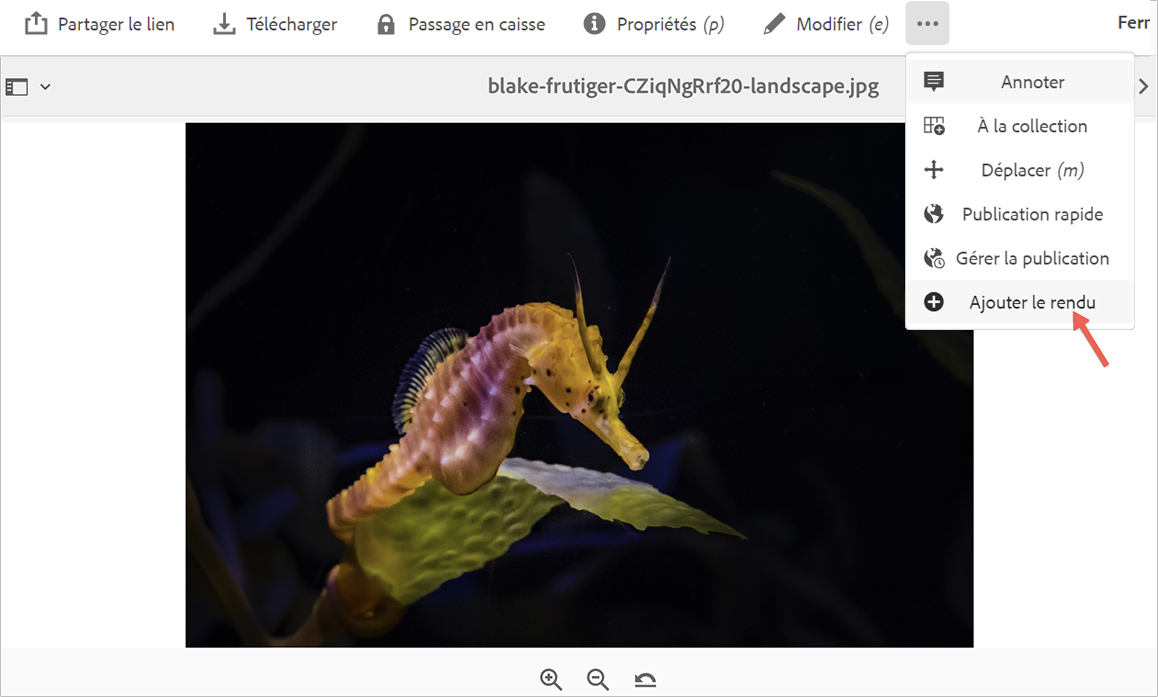 Partager le lien
Télécharger
Passage en caisse
Propriétés (p)
Modifier (e)
Ferr
blake-frutiger-CZiqNgRrf20-landscape.jpg
Annoter
À la collection
Déplacer (m)
Publication rapide
Gérer la publication
Ajouter le rendu